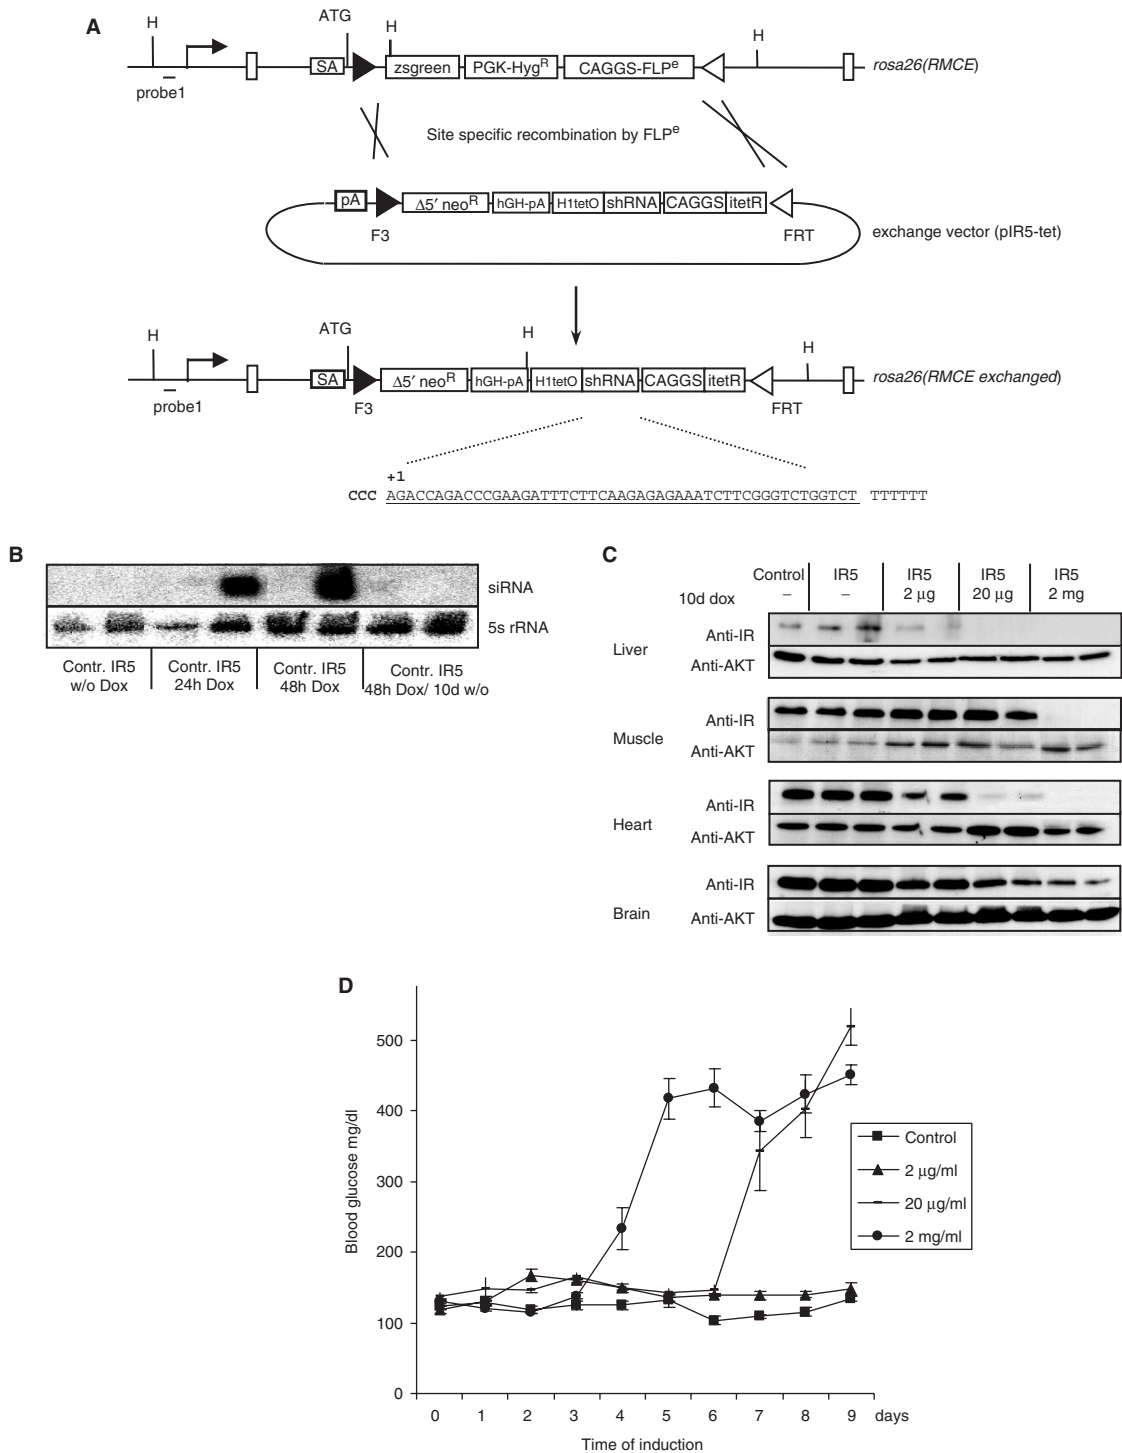 A
H
ATG
H
H
SA
zsgreen
PGK-Hygᴿ
CAGGS-FLPᵉ
rosa26(RMCE)
probe1
Site specific recombination by FLPᵉ
pA
Δ5′ neoᴿ
hGH-pA
H1tetO
shRNA
CAGGS
itetR
F3
FRT
exchange vector (pIR5-tet)
H
ATG
H
H
SA
Δ5′ neoᴿ
hGH-pA
H1tetO
shRNA
CAGGS
itetR
rosa26(RMCE exchanged)
probe1
F3
FRT
+1
CCC AGACCAGACCCGAAGATTTCTTCAAGAGAGAAATCTTCGGGTCTGGTCT TTTTTT
B
siRNA
5s rRNA
Contr. IR5 w/o Dox
Contr. IR5 24h Dox
Contr. IR5 48h Dox
Contr. IR5 48h Dox/ 10d w/o
C
Control IR5 IR5 IR5 IR5
10d dox – – 2 μg 20 μg 2 mg
Liver
Anti-IR
Anti-AKT
Muscle
Anti-IR
Anti-AKT
Heart
Anti-IR
Anti-AKT
Brain
Anti-IR
Anti-AKT
D
Blood glucose mg/dl
500
400
300
200
100
0
0 1 2 3 4 5 6 7 8 9 days
Time of induction
Control
2 μg/ml
20 μg/ml
2 mg/ml